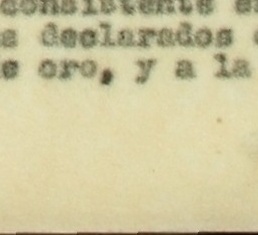 consistente e
s declarados
e oro, y a la